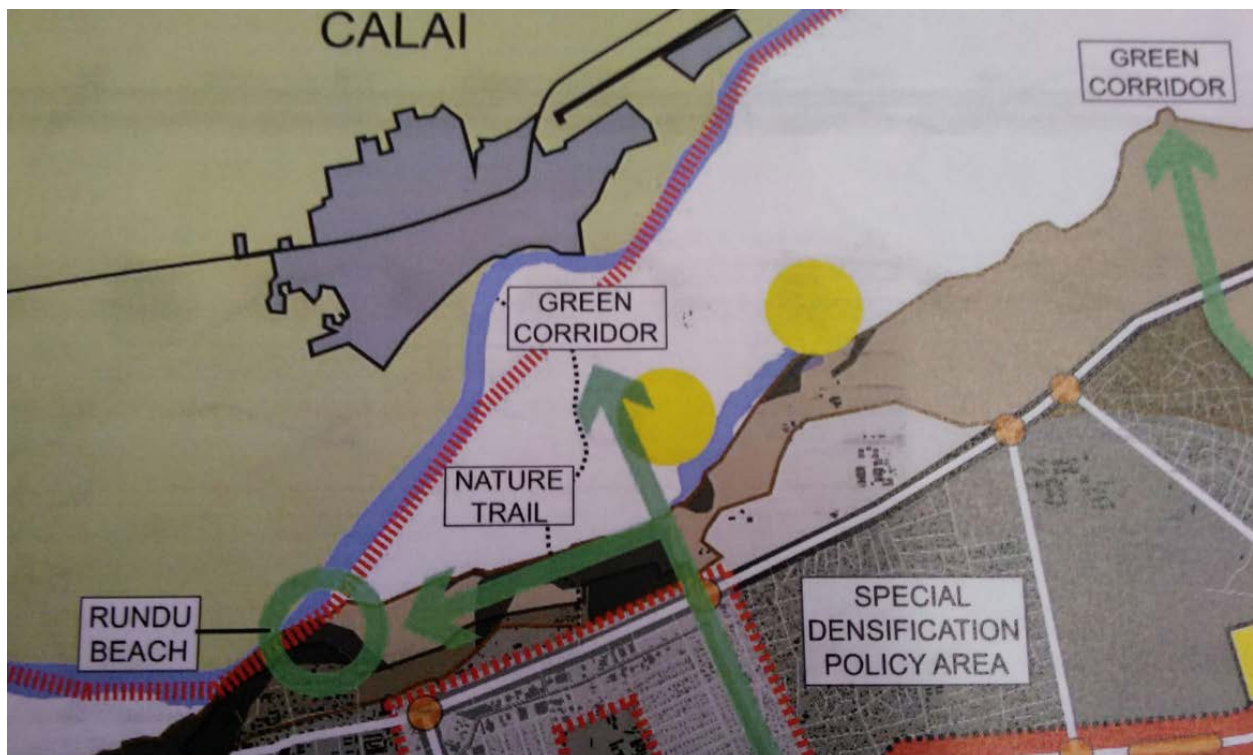 CALAI
GREEN
CORRIDOR
GREEN
CORRIDOR
NATURE
TRAIL
RUNDU
BEACH
SPECIAL
DENSIFICATION
POLICY AREA